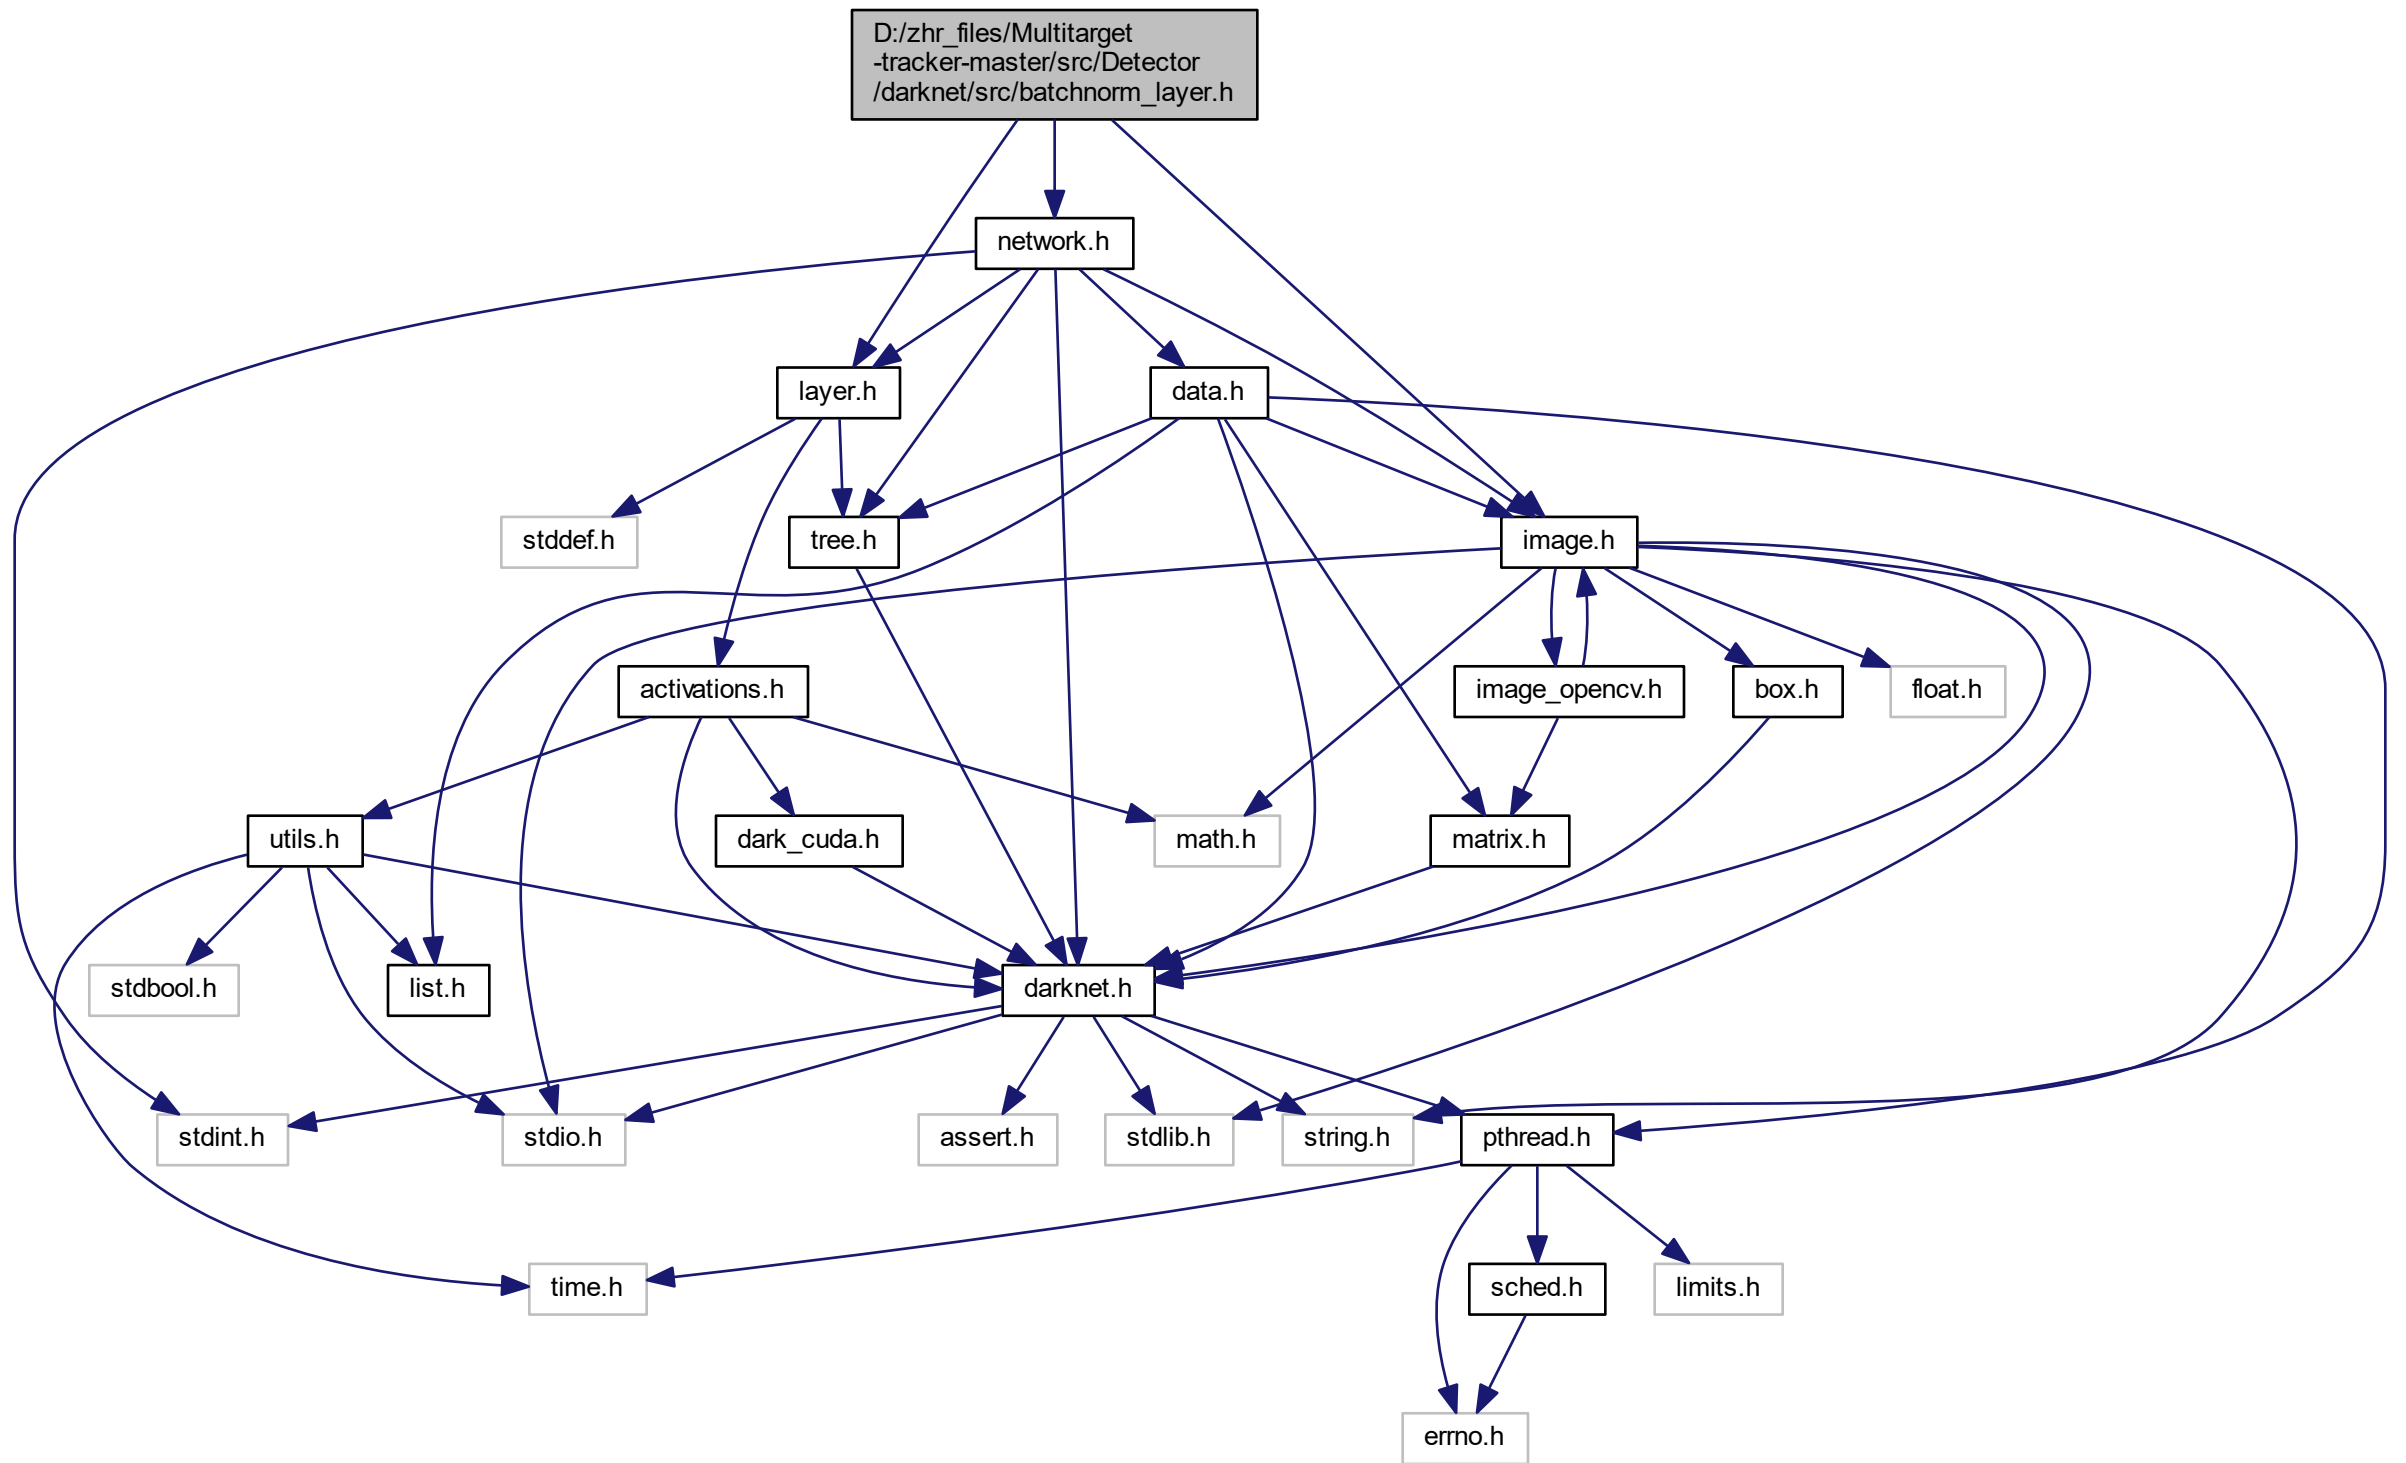 D:/zhr_files/Multitarget
-tracker-master/src/Detector
/darknet/src/batchnorm_layer.h
network.h
layer.h
data.h
stddef.h
tree.h
image.h
activations.h
image_opencv.h
box.h
float.h
utils.h
dark_cuda.h
math.h
matrix.h
stdbool.h
list.h
darknet.h
stdint.h
stdio.h
assert.h
stdlib.h
string.h
pthread.h
time.h
sched.h
limits.h
errno.h